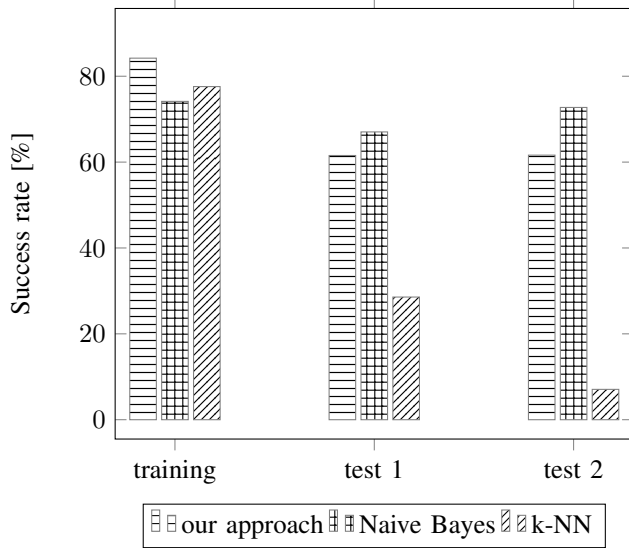 80
60
40
20
0
Success rate [%]
training test 1 test 2
our approach Naive Bayes k-NN